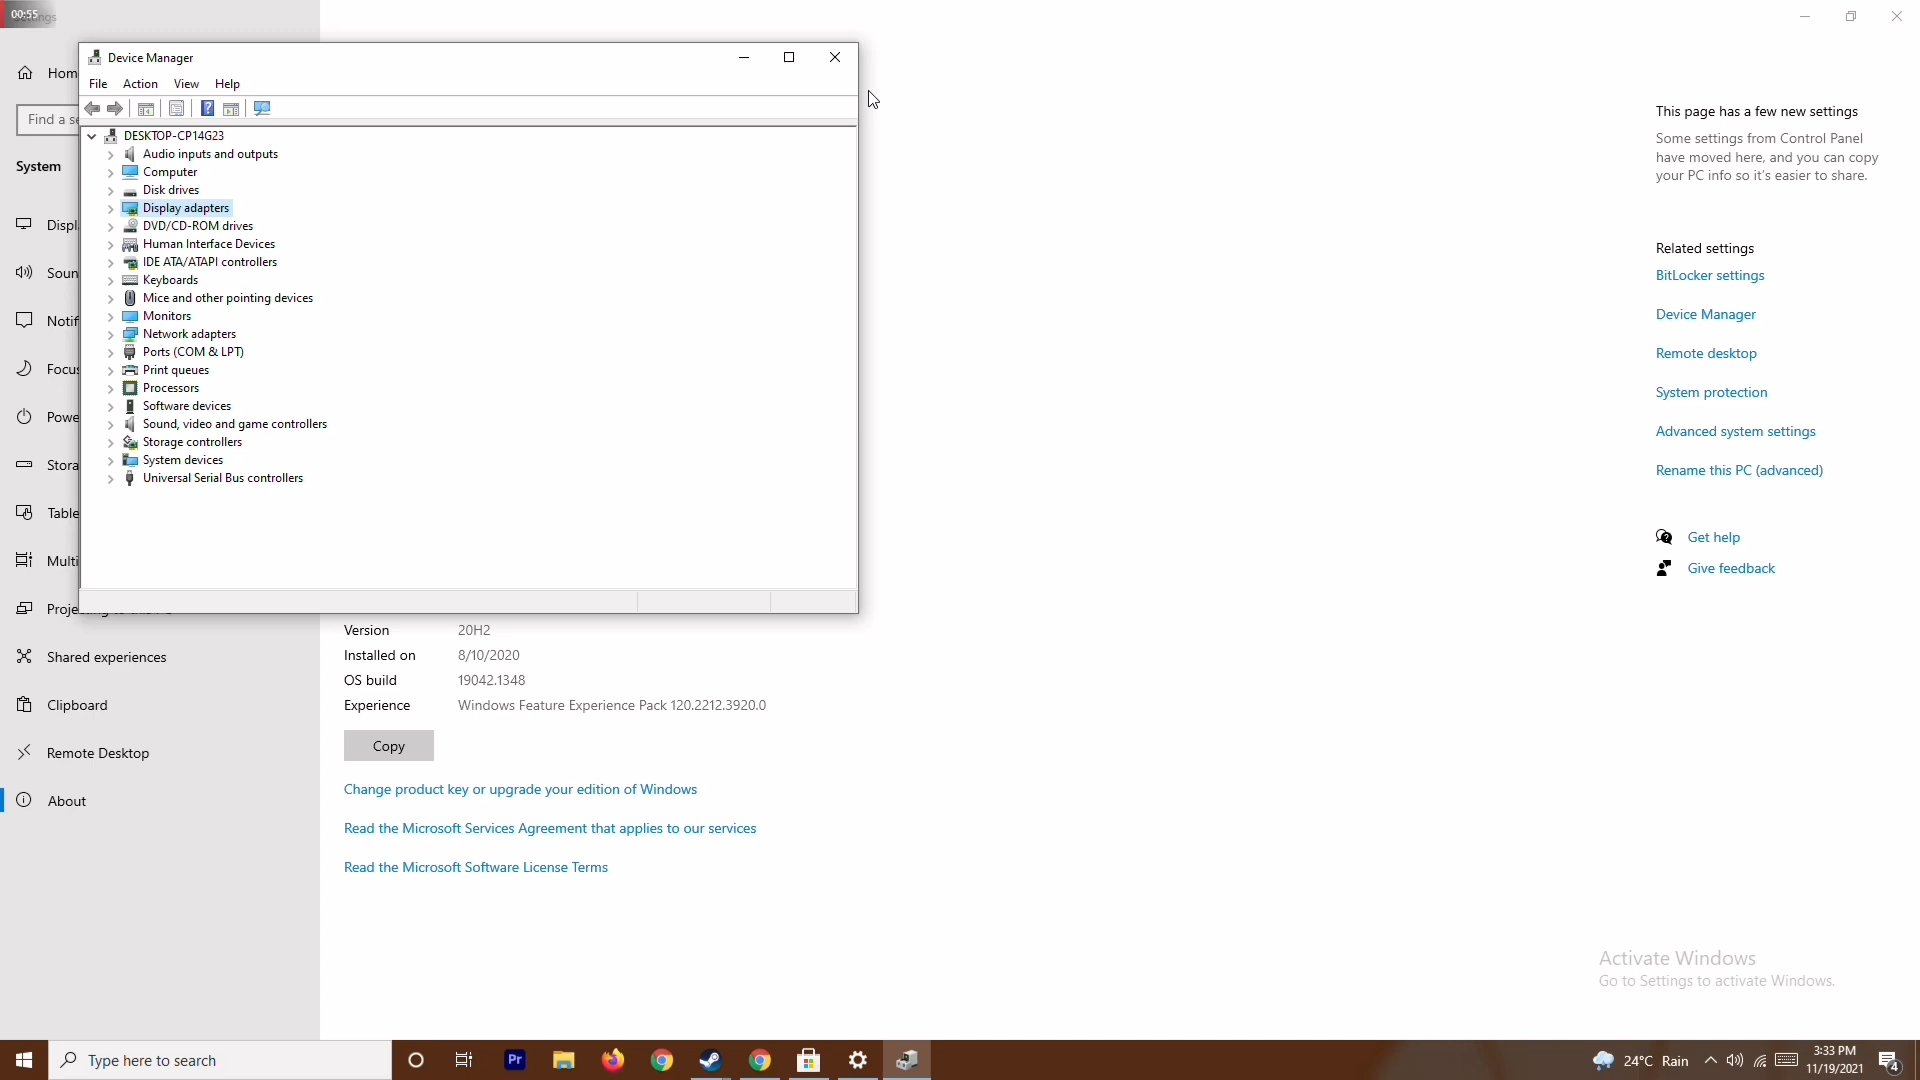 00:55
Settings
Home
Find a se
System
Displ
Soun
Notif
Focus
Powe
Stora
Table
Multi
Proje
Shared experiences
Clipboard
Remote Desktop
About
Device Manager
File Action View Help
DESKTOP-CP14G23
Audio inputs and outputs
Computer
Disk drives
Display adapters
DVD/CD-ROM drives
Human Interface Devices
IDE ATA/ATAPI controllers
Keyboards
Mice and other pointing devices
Monitors
Network adapters
Ports (COM & LPT)
Print queues
Processors
Software devices
Sound, video and game controllers
Storage controllers
System devices
Universal Serial Bus controllers
Version 20H2
Installed on 8/10/2020
OS build 19042.1348
Experience Windows Feature Experience Pack 120.2212.3920.0
Copy
Change product key or upgrade your edition of Windows
Read the Microsoft Services Agreement that applies to our services
Read the Microsoft Software License Terms
This page has a few new settings
Some settings from Control Panel
have moved here, and you can copy
your PC info so it's easier to share.
Related settings
BitLocker settings
Device Manager
Remote desktop
System protection
Advanced system settings
Rename this PC (advanced)
Get help
Give feedback
Activate Windows
Go to Settings to activate Windows.
Type here to search
Pr
24°C Rain
3:33 PM
11/19/2021
4